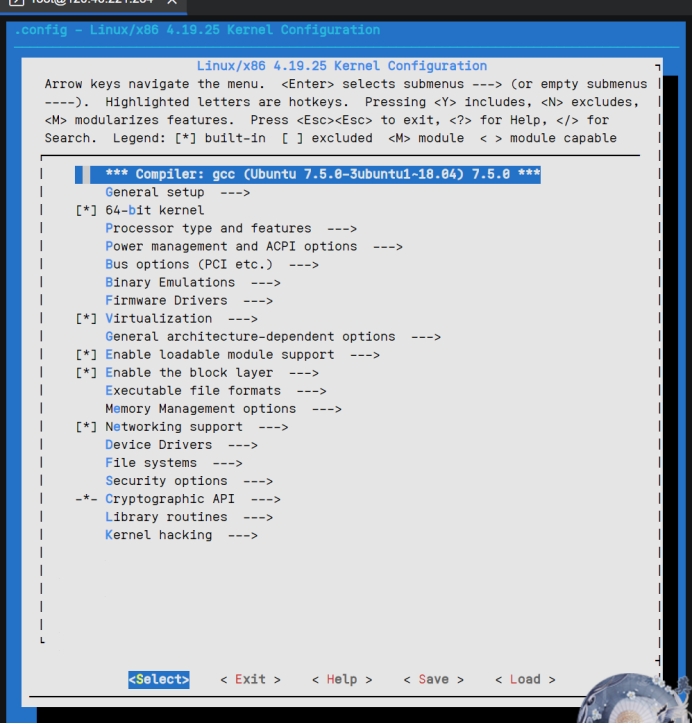 .config - Linux/x86 4.19.25 Kernel Configuration
Linux/x86 4.19.25 Kernel Configuration
Arrow keys navigate the menu.  <Enter> selects submenus ---> (or empty submenus
----).  Highlighted letters are hotkeys.  Pressing <Y> includes, <N> excludes,
<M> modularizes features.  Press <Esc><Esc> to exit, <?> for Help, </> for
Search.  Legend: [*] built-in  [ ] excluded  <M> module  < > module capable
*** Compiler: gcc (Ubuntu 7.5.0-3ubuntu1~18.04) 7.5.0 ***
General setup  --->
[*] 64-bit kernel
Processor type and features  --->
Power management and ACPI options  --->
Bus options (PCI etc.)  --->
Binary Emulations  --->
Firmware Drivers  --->
[*] Virtualization  --->
General architecture-dependent options  --->
[*] Enable loadable module support  --->
[*] Enable the block layer  --->
Executable file formats  --->
Memory Management options  --->
[*] Networking support  --->
Device Drivers  --->
File systems  --->
Security options  --->
-*- Cryptographic API  --->
Library routines  --->
Kernel hacking  --->
<Select>    < Exit >    < Help >    < Save >    < Load >